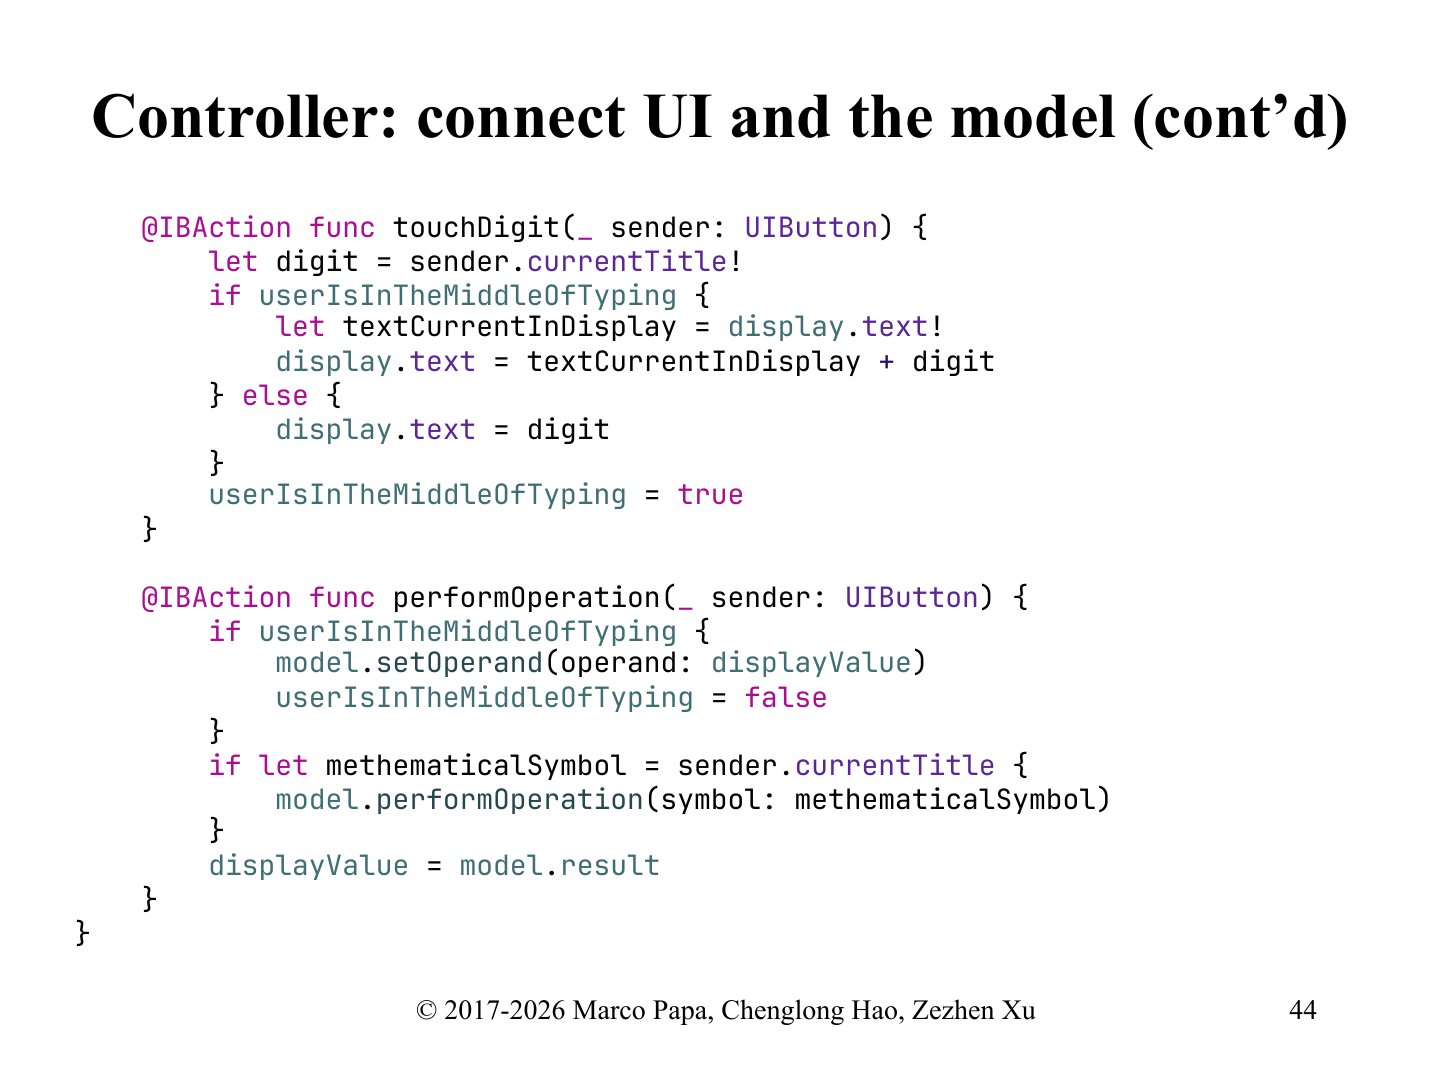 Controller: connect UI and the model (cont’d)
@IBAction func touchDigit(_ sender: UIButton) {
let digit = sender.currentTitle!
if userIsInTheMiddleOfTyping {
let textCurrentInDisplay = display.text!
display.text = textCurrentInDisplay + digit
} else {
display.text = digit
}
userIsInTheMiddleOfTyping = true
}
@IBAction func performOperation(_ sender: UIButton) {
if userIsInTheMiddleOfTyping {
model.setOperand(operand: displayValue)
userIsInTheMiddleOfTyping = false
}
if let methematicalSymbol = sender.currentTitle {
model.performOperation(symbol: methematicalSymbol)
}
displayValue = model.result
}
}
© 2017-2026 Marco Papa, Chenglong Hao, Zezhen Xu
44